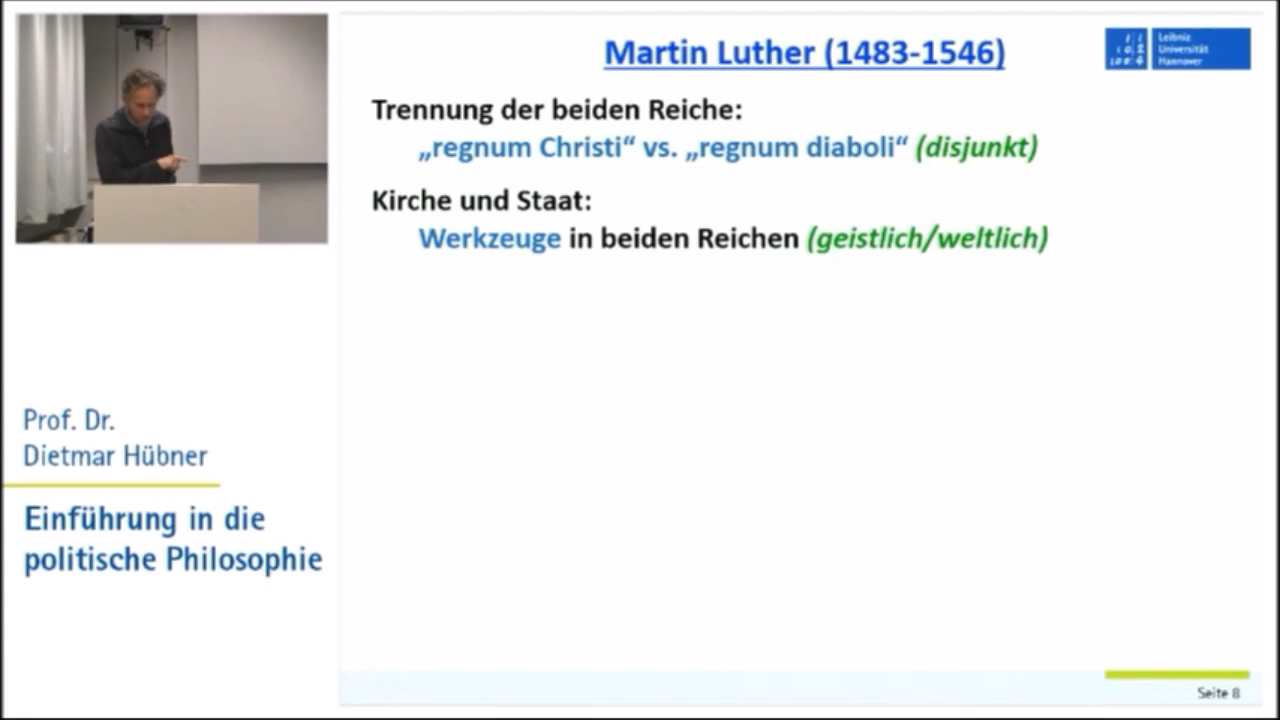 Martin Luther (1483-1546)
Leibniz
Universität
Hannover
Trennung der beiden Reiche:
„regnum Christi“ vs. „regnum diaboli“ (disjunkt)
Kirche und Staat:
Werkzeuge in beiden Reichen (geistlich/weltlich)
Prof. Dr.
Dietmar Hübner
Einführung in die
politische Philosophie
Seite 8